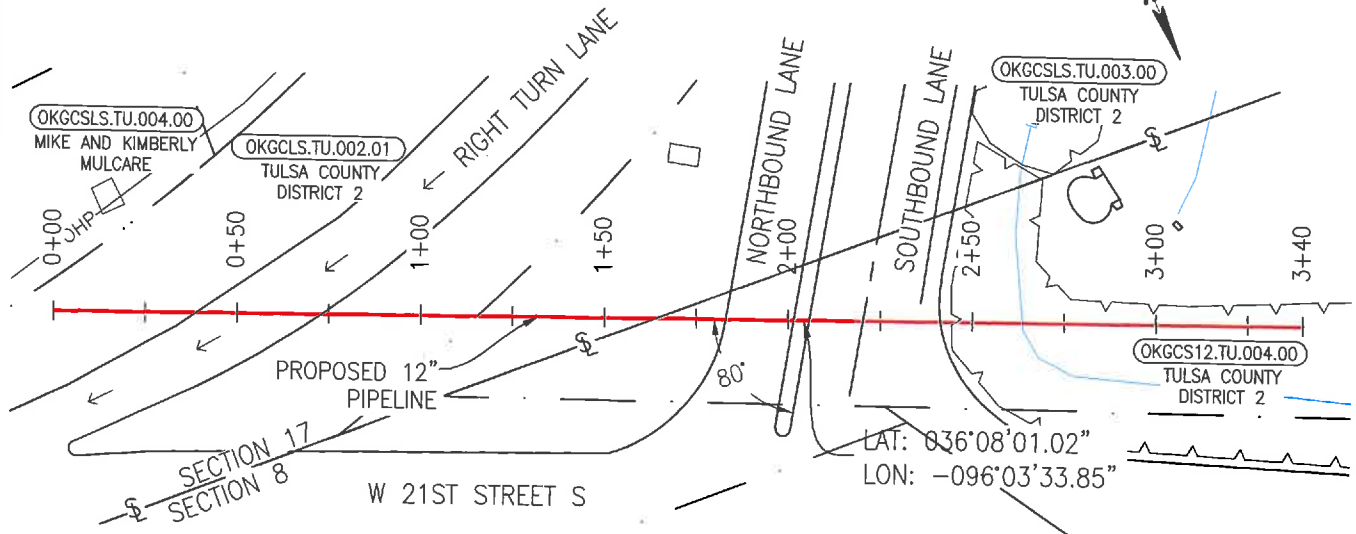 OKGCSLS.TU.004.00
MIKE AND KIMBERLY
MULCARE
OKGCLS.TU.002.01
TULSA COUNTY
DISTRICT 2
RIGHT TURN LANE
NORTHBOUND LANE
SOUTHBOUND LANE
OKGCSLS.TU.003.00
TULSA COUNTY
DISTRICT 2
OHP
0+00
0+50
1+00
1+50
2+00
2+50
3+00
3+40
PROPOSED 12”
PIPELINE
80°
OKGCS12.TU.004.00
TULSA COUNTY
DISTRICT 2
LAT: 036°08'01.02”
LON: −096°03'33.85”
SECTION 17
SECTION 8
W 21ST STREET S